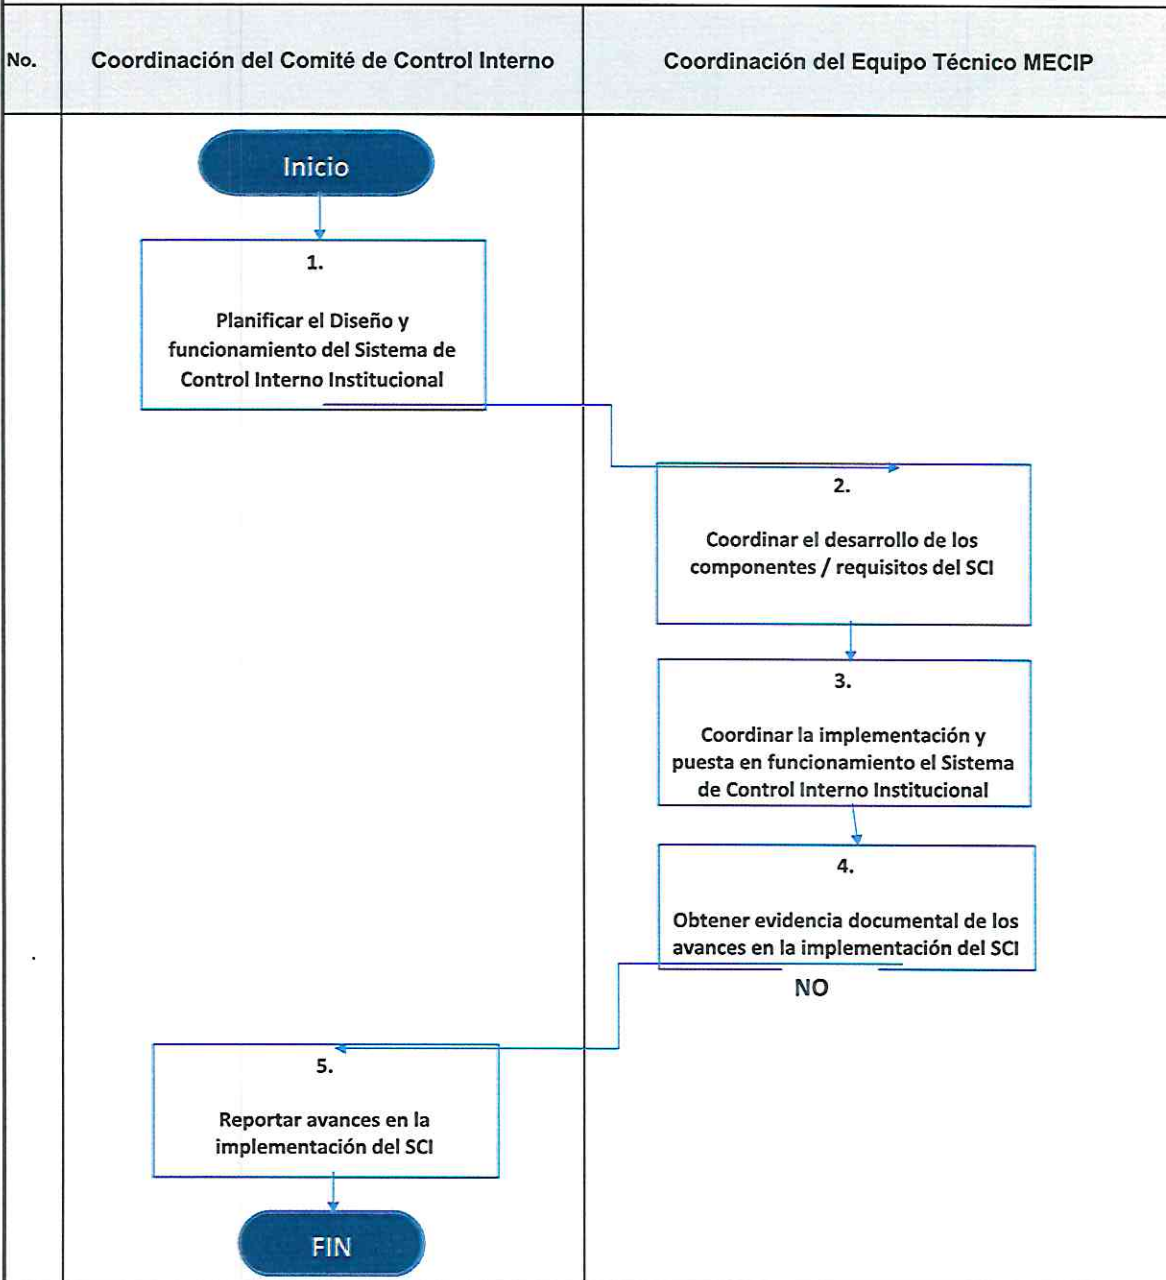 No.
Coordinación del Comité de Control Interno
Coordinación del Equipo Técnico MECIP
Inicio
1.
Planificar el Diseño y
funcionamiento del Sistema de
Control Interno Institucional
2.
Coordinar el desarrollo de los
componentes / requisitos del SCI
3.
Coordinar la implementación y
puesta en funcionamiento el Sistema
de Control Interno Institucional
4.
Obtener evidencia documental de los
avances en la implementación del SCI
NO
5.
Reportar avances en la
implementación del SCI
FIN